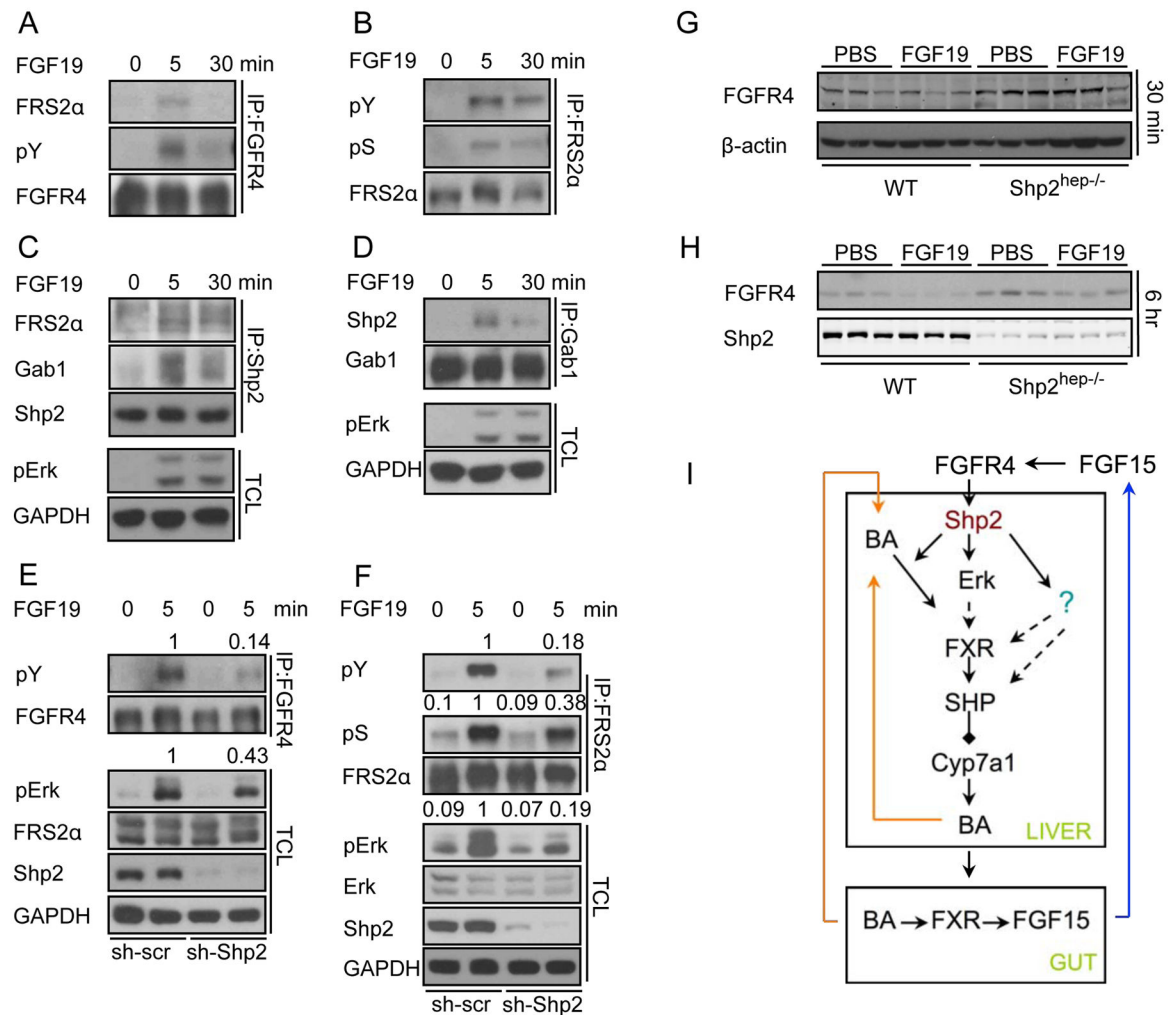 A
FGF19 0 5 30 min
FRS2α
pY
FGFR4
IP:FGFR4
B
FGF19 0 5 30 min
pY
pS
FRS2α
IP:FRS2α
C
FGF19 0 5 30 min
FRS2α
Gab1
Shp2
IP:Shp2
pErk
GAPDH
TCL
D
FGF19 0 5 30 min
Shp2
Gab1
IP:Gab1
pErk
GAPDH
TCL
E
FGF19 0 5 0 5 min
1 0.14
pY
FGFR4
IP:FGFR4
1 0.43
pErk
FRS2α
Shp2
GAPDH
TCL
sh-scr sh-Shp2
F
FGF19 0 5 0 5 min
1 0.18
pY
0.1 1 0.09 0.38
pS
FRS2α
IP:FRS2α
0.09 1 0.07 0.19
pErk
Erk
Shp2
GAPDH
TCL
sh-scr sh-Shp2
G
PBS FGF19 PBS FGF19
FGFR4
β-actin
30 min
WT Shp2hep-/-
H
PBS FGF19 PBS FGF19
FGFR4
Shp2
6 hr
WT Shp2hep-/-
I
FGFR4 FGF15
Shp2
BA
Erk
?
FXR
SHP
Cyp7a1
BA
LIVER
BA FXR FGF15
GUT